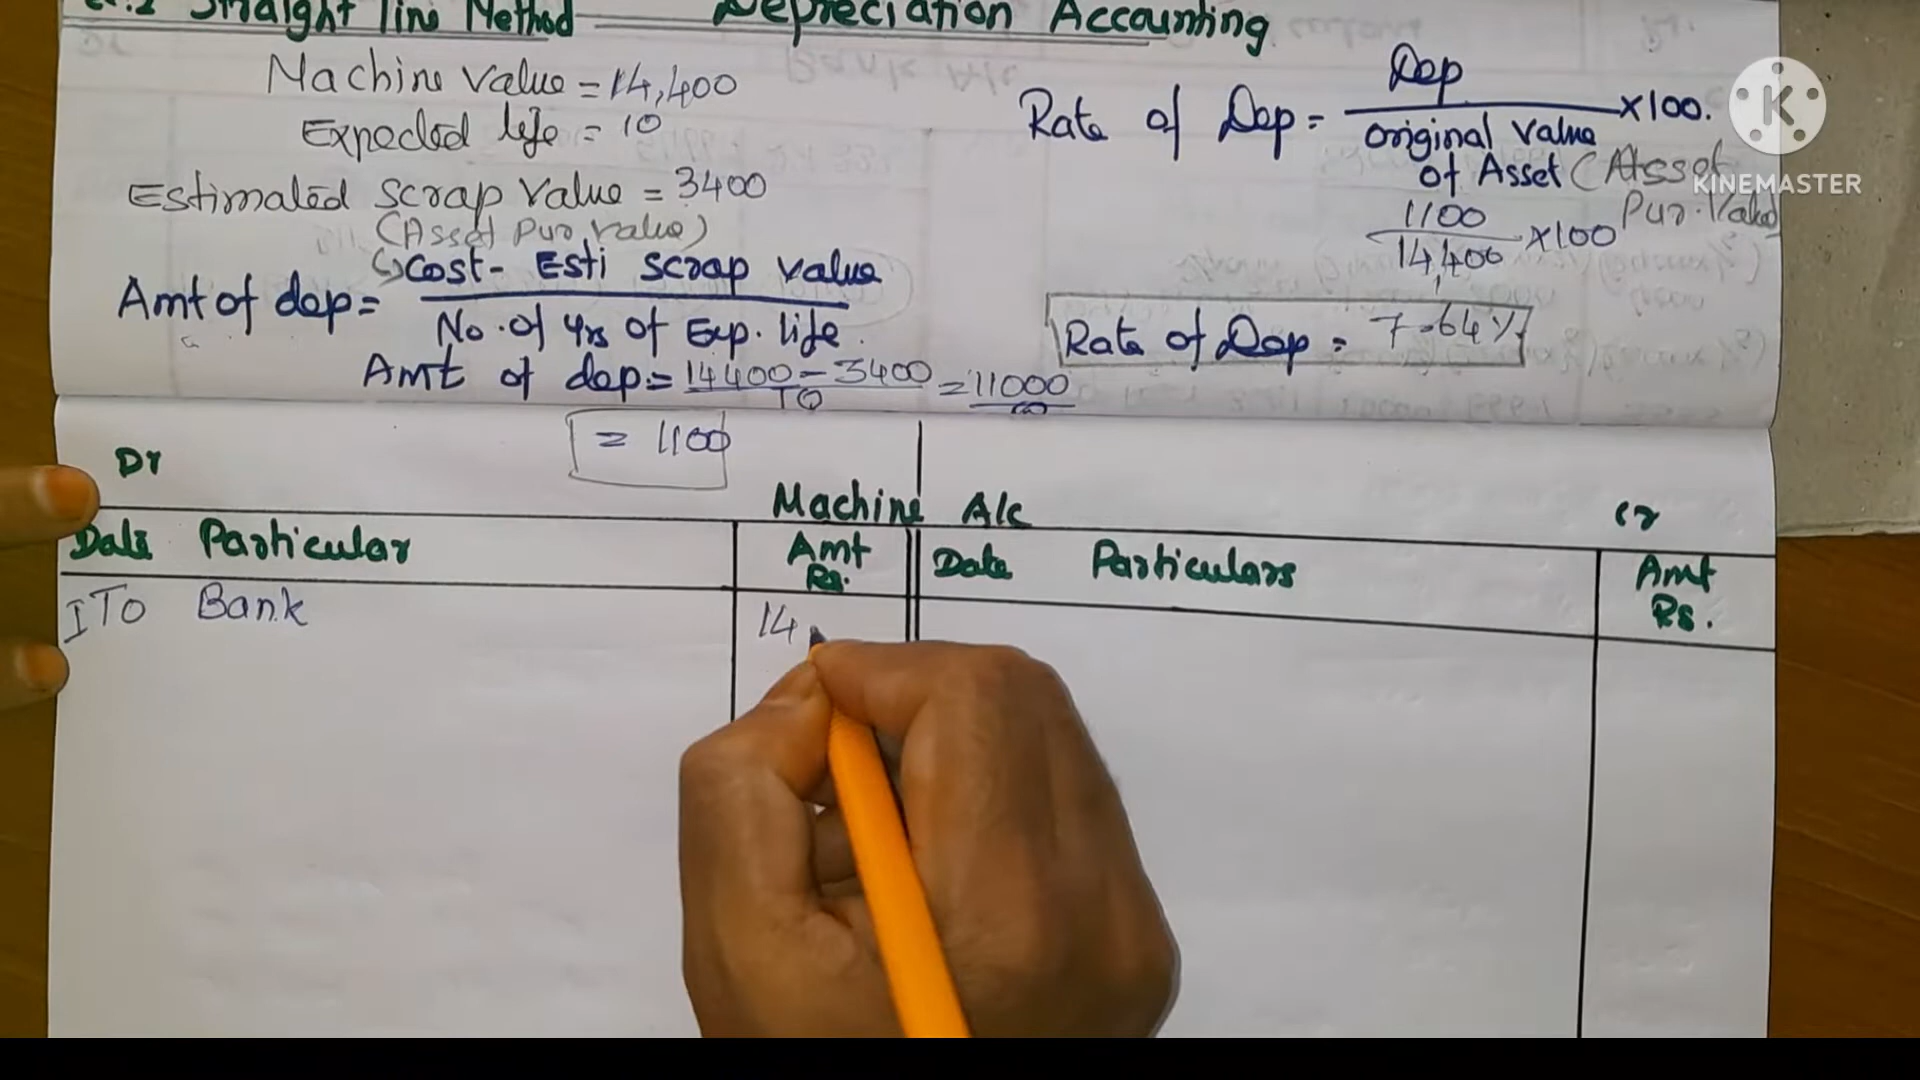 Straight line Method Depreciation Accounting
Machine Value = 14,400
Expected life = 10
Estimated Scrap Value = 3400
(Asset Pur Value)
Amt of dep = Cost - Esti Scrap Value
No. of Yrs of Exp. life
Amt of dep = 14400 - 3400 = 11000
10 10
= 1100
Rate of Dep = Dep ×100.
Original Value
of Asset (Asset
Pur. Value)
1100 ×100
14,400
Rate of Dep = 7.64%
KINEMASTER
Dr Machine A/c Cr
Date Particular Amt Rs. Date Particulars Amt Rs.
I To Bank 14